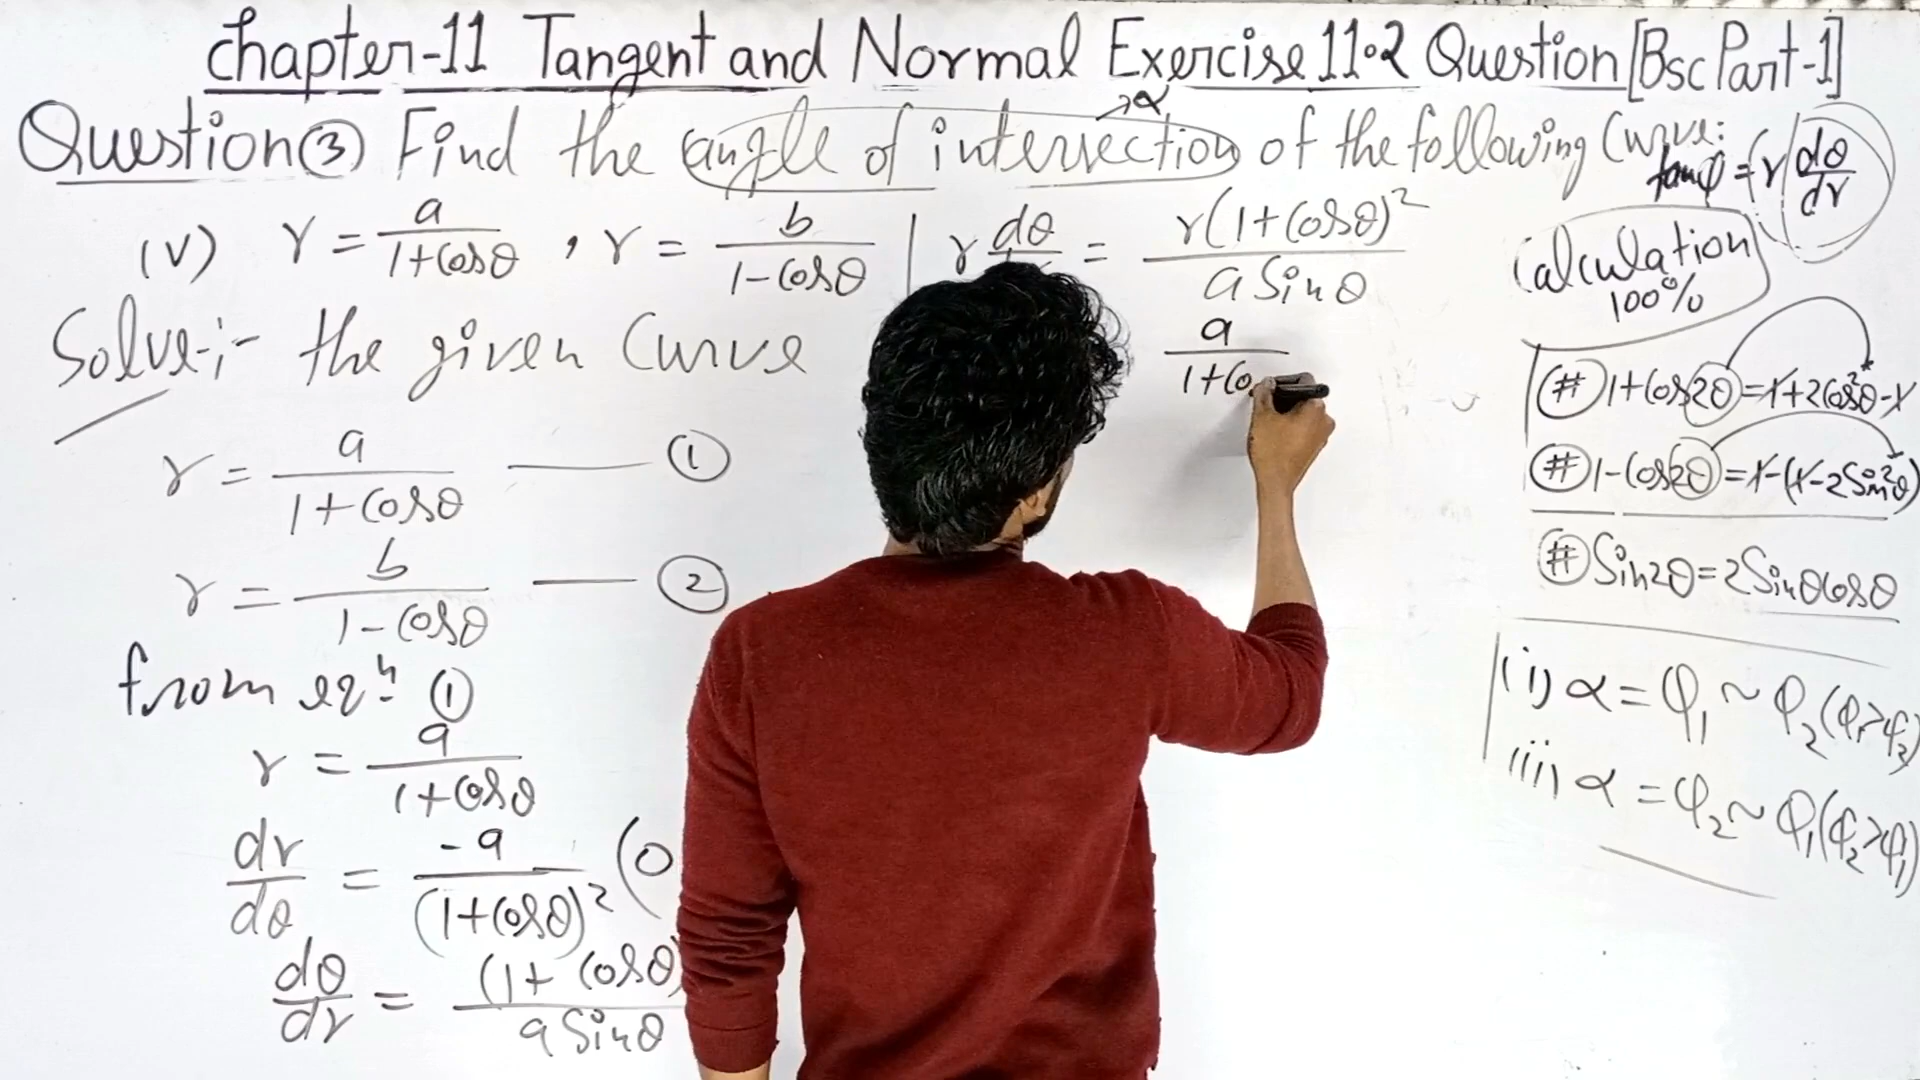 Chapter-11 Tangent and Normal Exercise 11.2 Question [Bsc Part-1]
Question ③ Find the angle of intersection of the following Curve:
→α
tanφ = r dθ/dr
(V) r = a/(1+Cosθ) , r = b/(1-Cosθ)
Solve:- the given Curve
r = a/(1+Cosθ) — ①
r = b/(1-Cosθ) — ②
from eqⁿ: ①
r = a/(1+Cosθ)
dr/dθ = -a/(1+Cosθ)² (0
dθ/dr = (1+Cosθ)/(a Sinθ)
r dθ = r(1+Cosθ)²/(a Sinθ)
a/(1+Co
Calculation
100%
# 1+Cos2θ = 1+2Cos²θ-1
# 1-Cos2θ = 1-(1-2Sin²θ)
# Sin2θ = 2SinθCosθ
(i) α = φ₁ ~ φ₂ (φ₁>φ₂)
(ii) α = φ₂ ~ φ₁ (φ₂>φ₁)